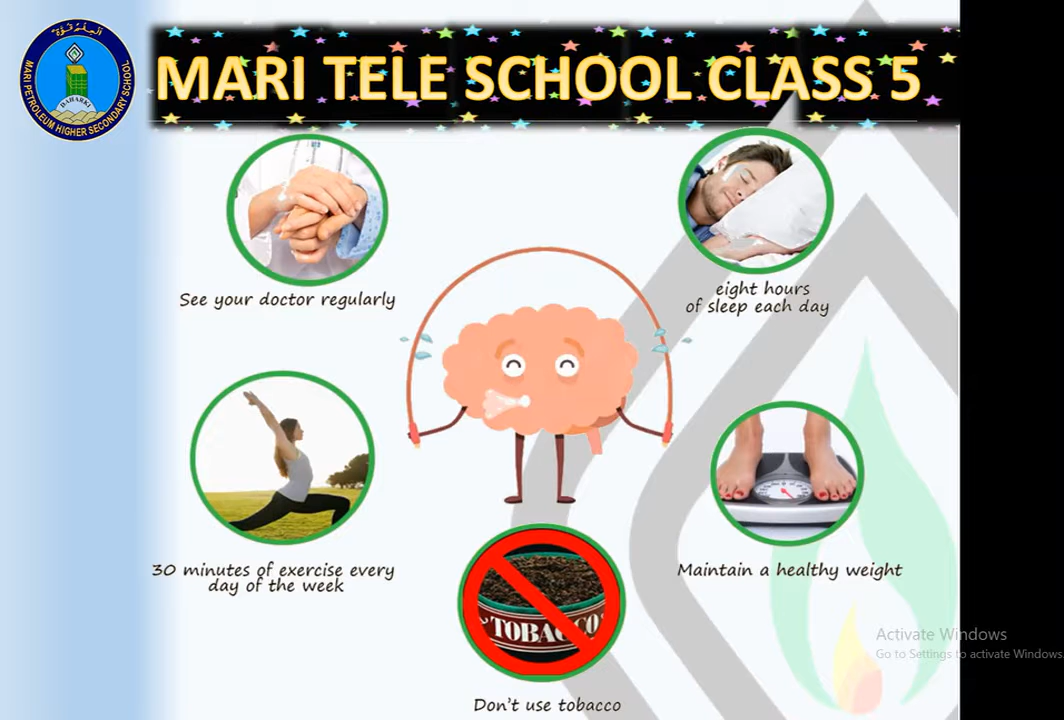 MARI TELE SCHOOL CLASS 5
MARI PETROLEUM HIGHER SECONDARY SCHOOL
DAHARKI
See your doctor regularly
eight hours
of sleep each day
30 minutes of exercise every
day of the week
Maintain a healthy weight
TOBACCO
Don't use tobacco
Activate Windows
Go to Settings to activate Windows.